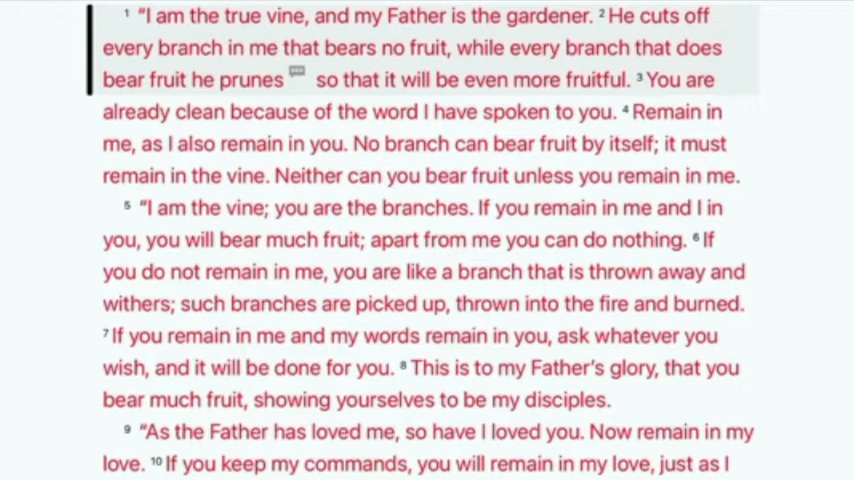 1 “I am the true vine, and my Father is the gardener. 2 He cuts off
every branch in me that bears no fruit, while every branch that does
bear fruit he prunes so that it will be even more fruitful. 3 You are
already clean because of the word I have spoken to you. 4 Remain in
me, as I also remain in you. No branch can bear fruit by itself; it must
remain in the vine. Neither can you bear fruit unless you remain in me.
5 “I am the vine; you are the branches. If you remain in me and I in
you, you will bear much fruit; apart from me you can do nothing. 6 If
you do not remain in me, you are like a branch that is thrown away and
withers; such branches are picked up, thrown into the fire and burned.
7 If you remain in me and my words remain in you, ask whatever you
wish, and it will be done for you. 8 This is to my Father’s glory, that you
bear much fruit, showing yourselves to be my disciples.
9 “As the Father has loved me, so have I loved you. Now remain in my
love. 10 If you keep my commands, you will remain in my love, just as I